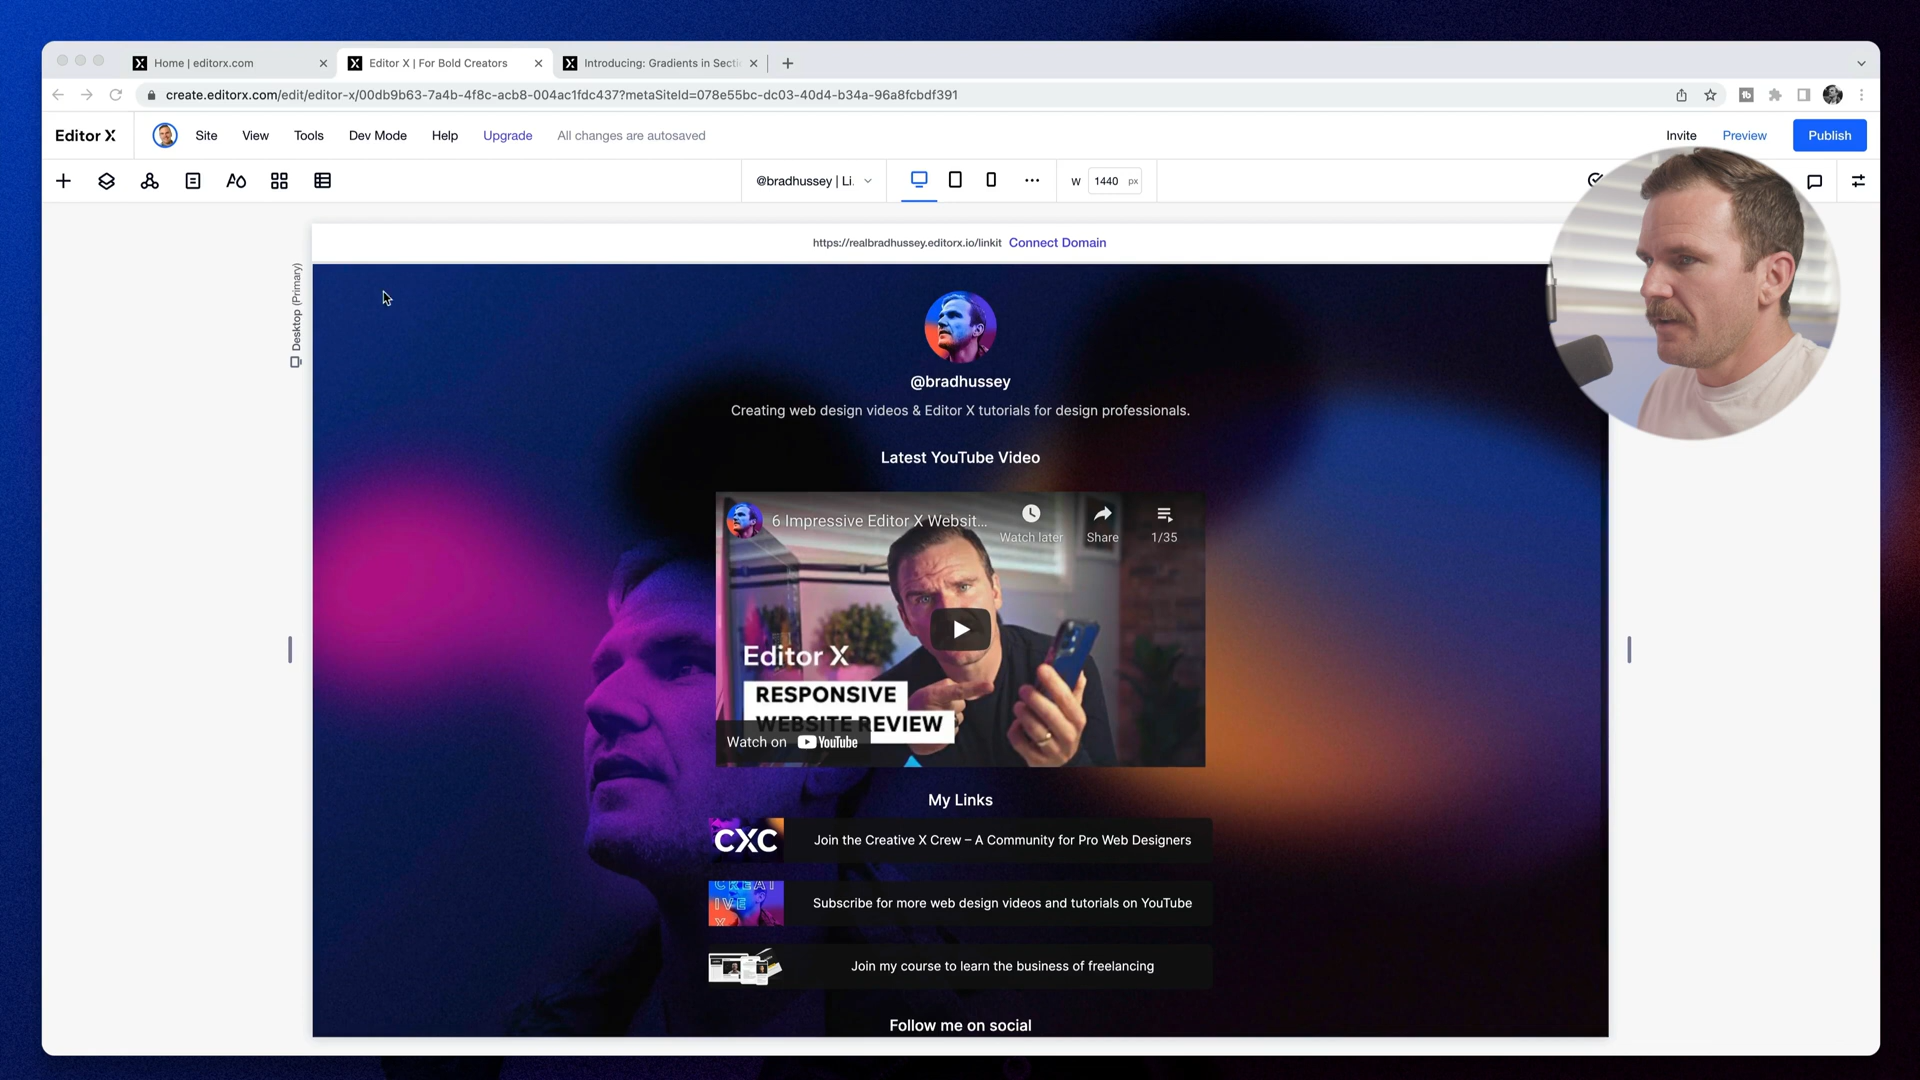 Home | editorx.com
Editor X | For Bold Creators
Introducing: Gradients in Secti
create.editorx.com/edit/editor-x/00db9b63-7a4b-4f8c-acb8-004ac1fdc437?metaSiteId=078e55bc-dc03-40d4-b34a-96a8fcbdf391
Editor X
Site
View
Tools
Dev Mode
Help
Upgrade
All changes are autosaved
Invite
Preview
Publish
@bradhussey | Li.
W
1440
px
https://realbradhussey.editorx.io/linkit
Connect Domain
Desktop (Primary)
@bradhussey
Creating web design videos & Editor X tutorials for design professionals.
Latest YouTube Video
6 Impressive Editor X Websit...
Watch later
Share
1/35
Editor X
RESPONSIVE
WEBSITE REVIEW
Watch on
YouTube
My Links
CXC
Join the Creative X Crew – A Community for Pro Web Designers
CREAT
IVE
X
Subscribe for more web design videos and tutorials on YouTube
Join my course to learn the business of freelancing
Follow me on social